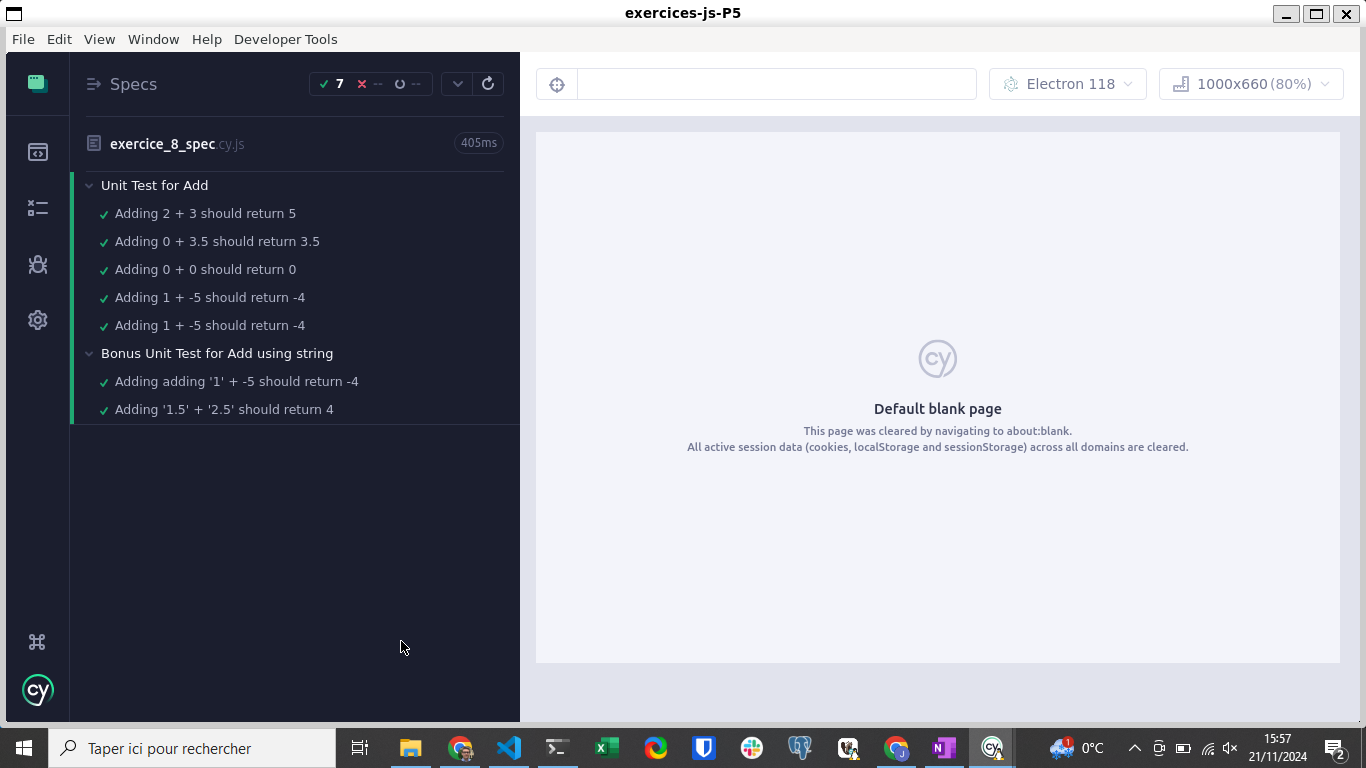 exercices-js-P5
File Edit View Window Help Developer Tools
Specs 7 -- --
exercice_8_spec.cy.js 405ms
Unit Test for Add
Adding 2 + 3 should return 5
Adding 0 + 3.5 should return 3.5
Adding 0 + 0 should return 0
Adding 1 + -5 should return -4
Adding 1 + -5 should return -4
Bonus Unit Test for Add using string
Adding adding '1' + -5 should return -4
Adding '1.5' + '2.5' should return 4
cy
Electron 118 1000x660 (80%)
cy
Default blank page
This page was cleared by navigating to about:blank.
All active session data (cookies, localStorage and sessionStorage) across all domains are cleared.
Taper ici pour rechercher
J
N
cy
1
0°C
15:57
21/11/2024
2